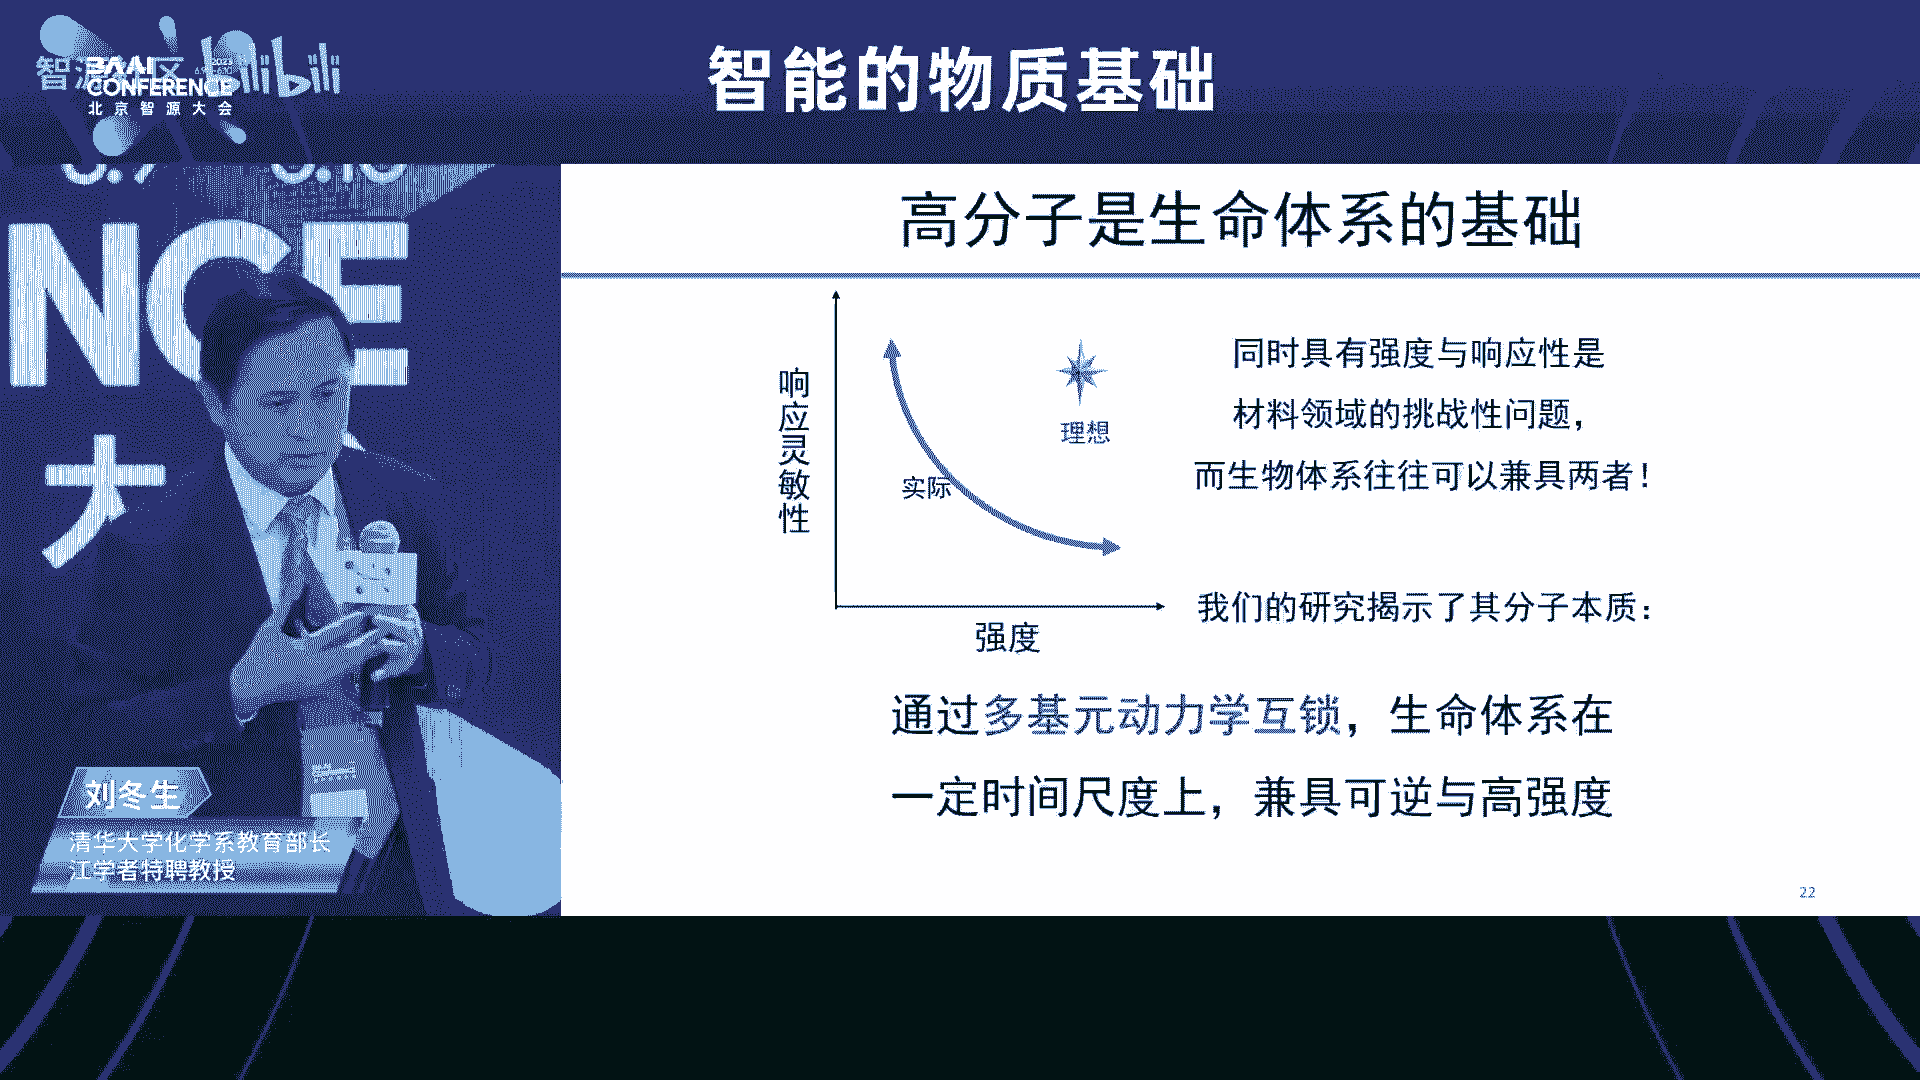 智能的物质基础
BAAI
2023
CONFERENCE
北京智源大会
bilibili
NCE
大
高分子是生命体系的基础
响应灵敏性
理想
实际
强度
同时具有强度与响应性是
材料领域的挑战性问题，
而生物体系往往可以兼具两者！
我们的研究揭示了其分子本质：
通过多基元动力学互锁，生命体系在
一定时间尺度上，兼具可逆与高强度
刘冬生
清华大学化学系教育部长
江学者特聘教授
22